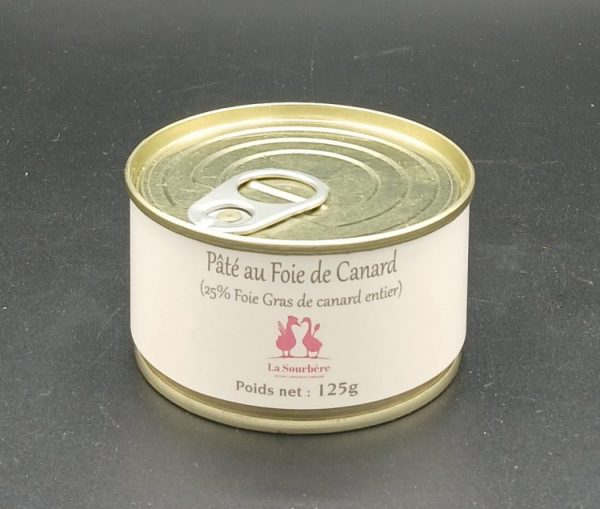 Pâté au Foie de Canard
(25% Foie Gras de canard entier)
La Sourbère
Poids net : 125g